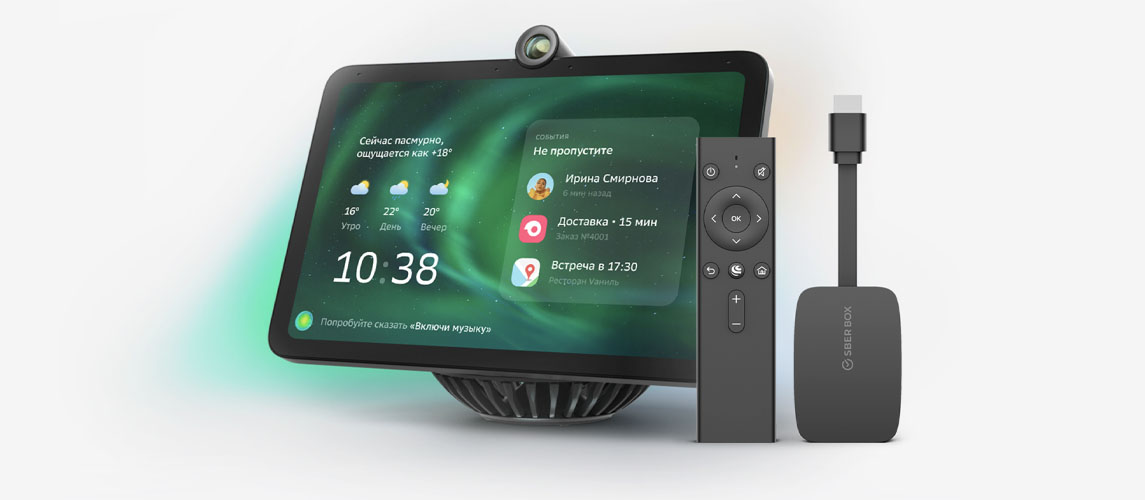 Сейчас пасмурно,
ощущается как +18°
16° 22° 20°
Утро День Вечер
10:38
Попробуйте сказать «Включи музыку»
СОБЫТИЯ
Не пропустите
Ирина Смирнова
6 мин назад
Доставка • 15 мин
Заказ №4001
Встреча в 17:30
Ресторан Vаниль
OK
+
−
SBER BOX